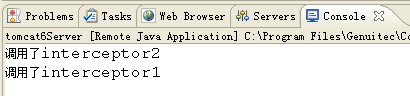 Problems Tasks Web Browser Servers Console
tomcat6Server [Remote Java Application] C:\Program Files\Genuitec\Co
调用了interceptor2
调用了interceptor1